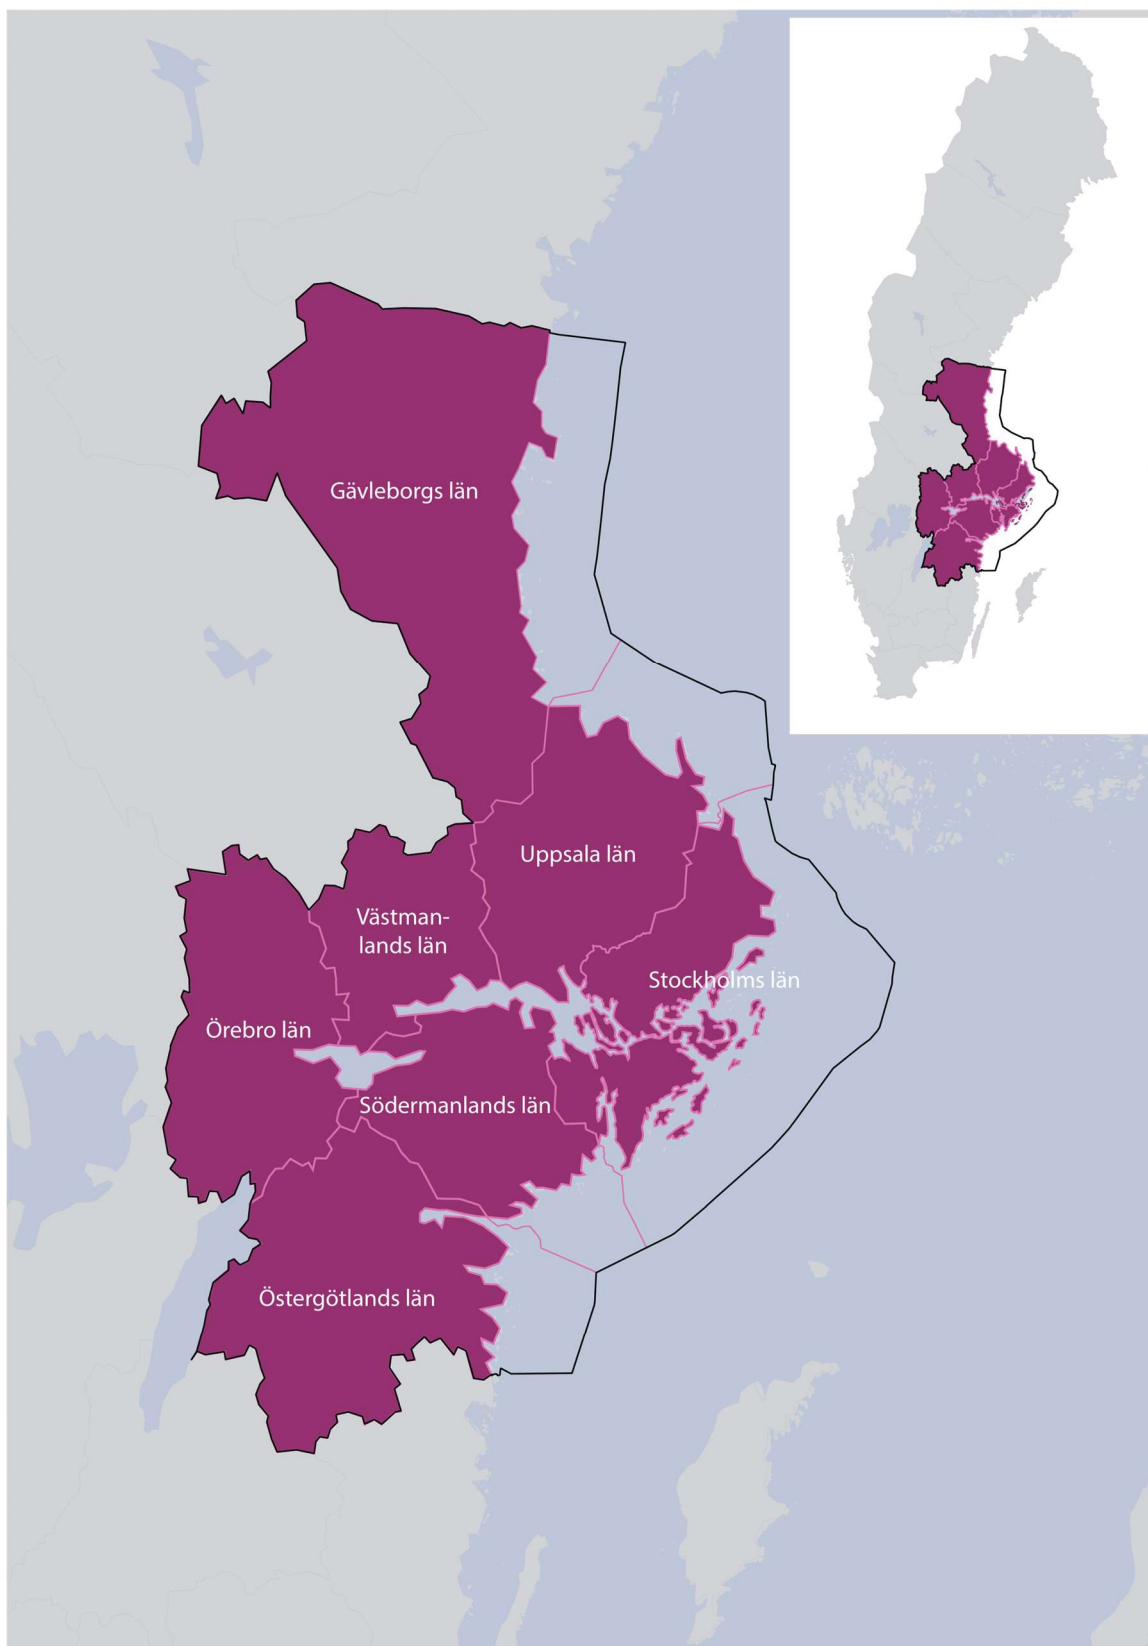 Gävleborgs län
Uppsala län
Västman-
lands län
Stockholms län
Örebro län
Södermanlands län
Östergötlands län